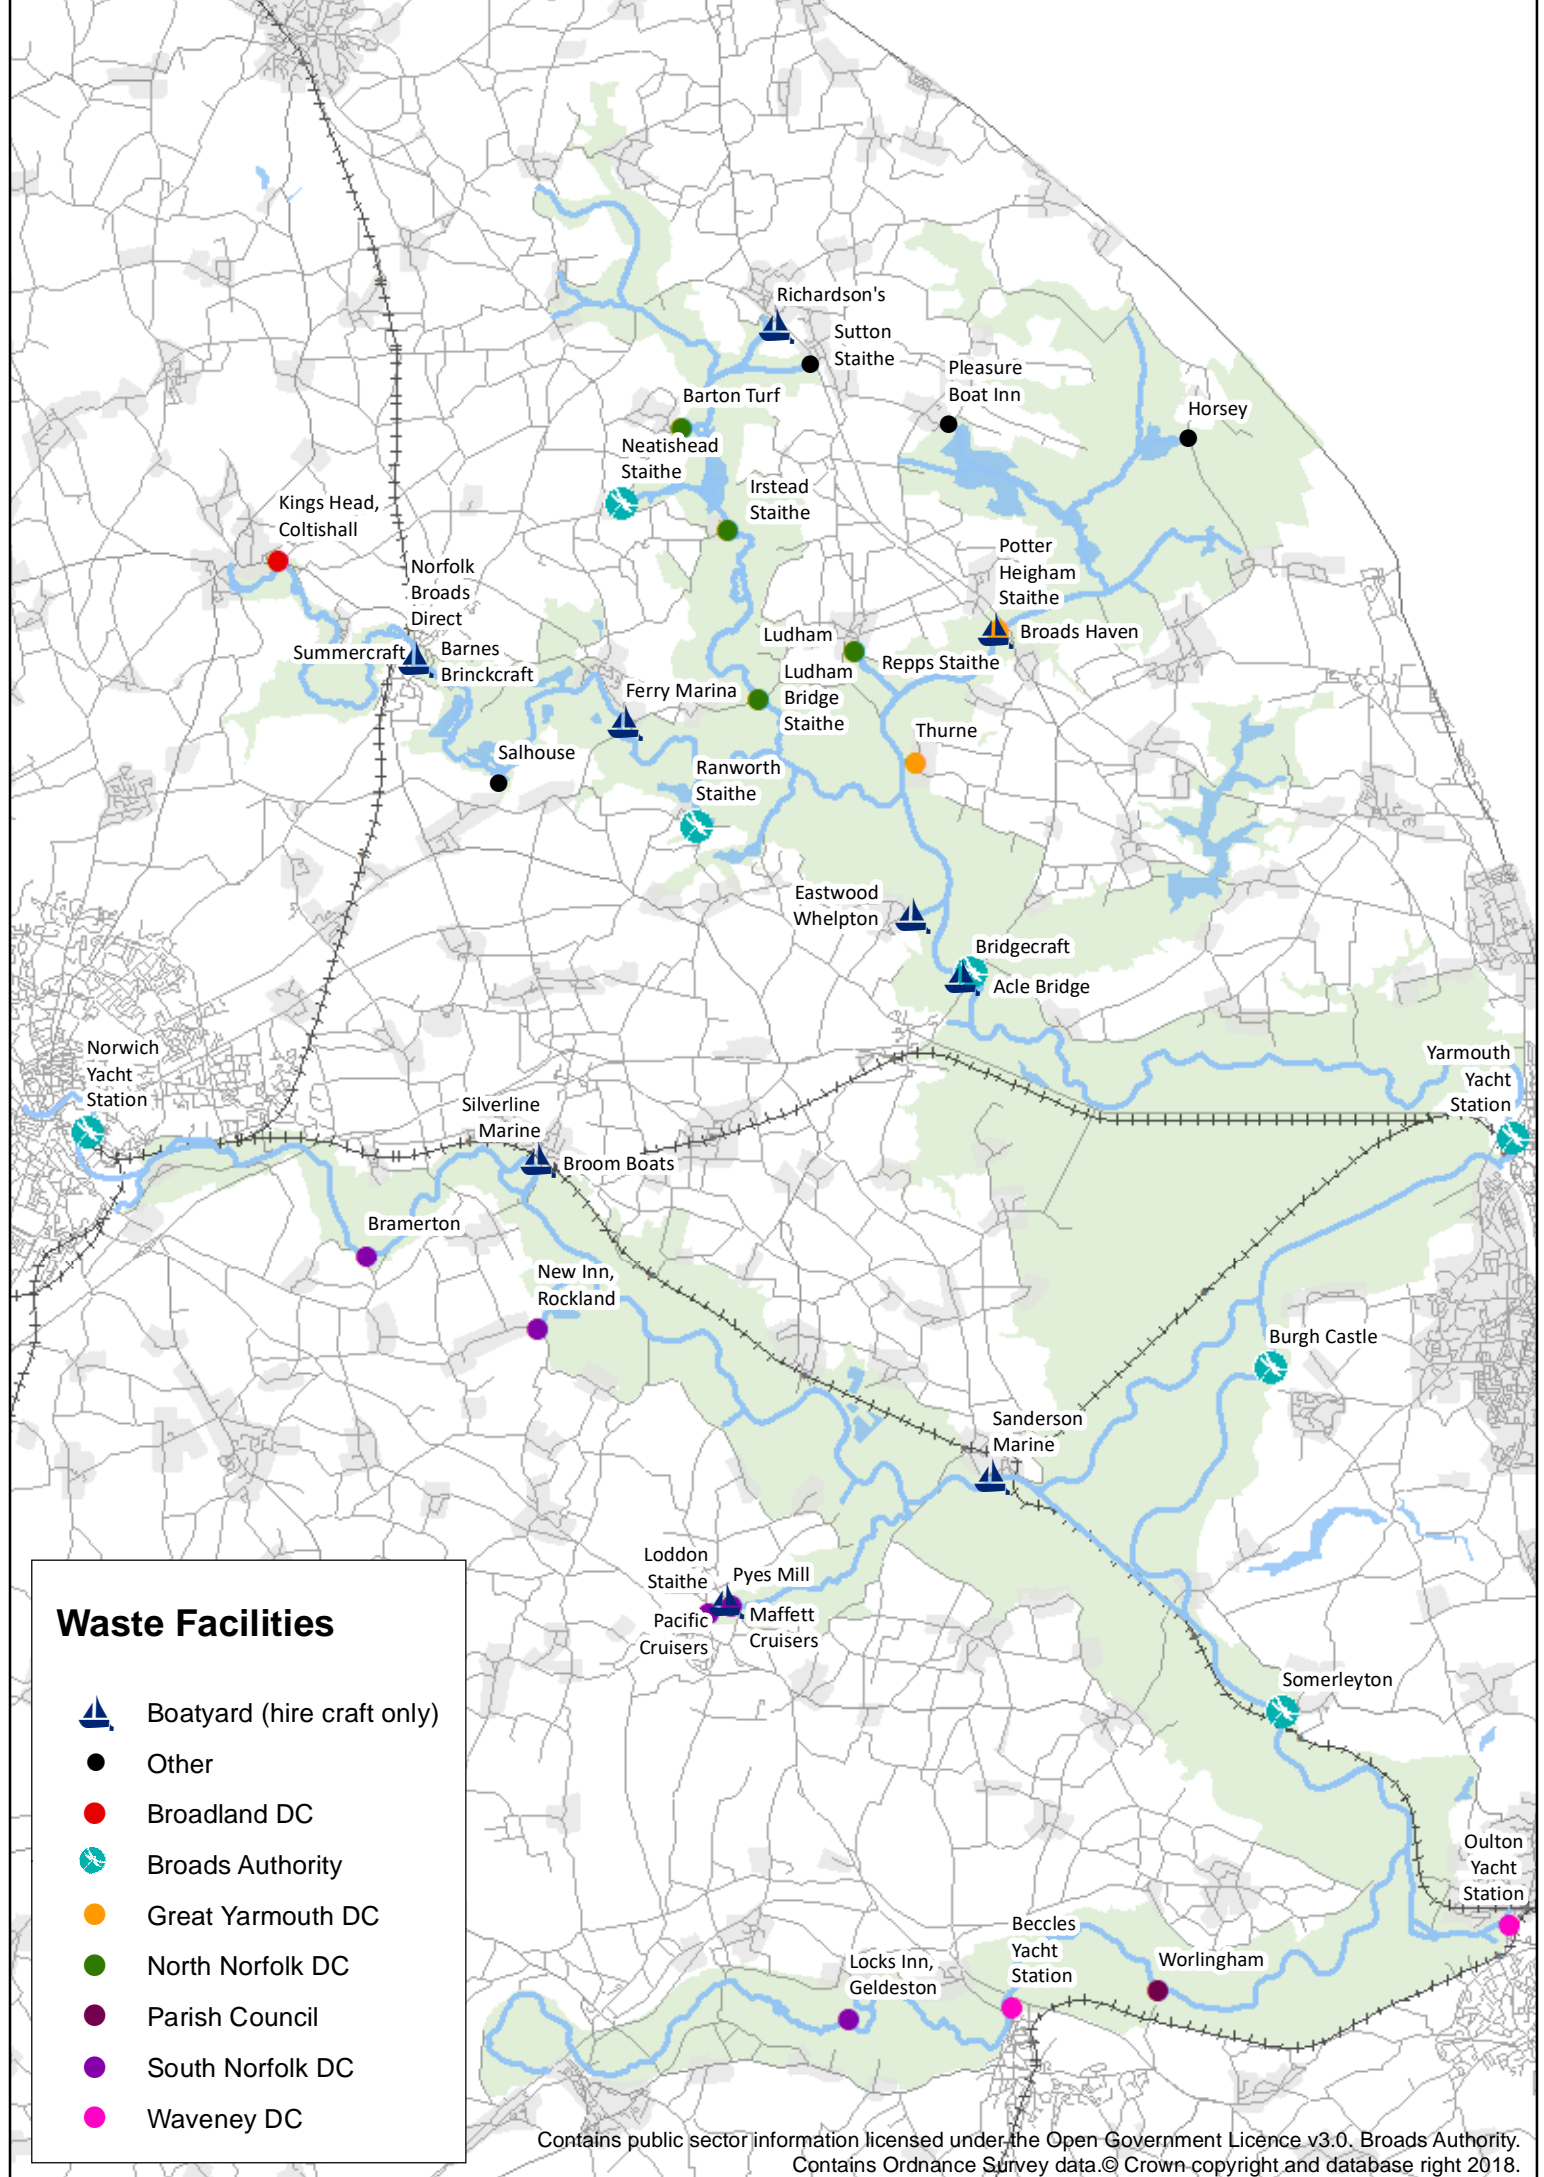 Richardson's
Sutton
Staithe
Pleasure
Boat Inn
Barton Turf
Horsey
Neatishead
Staithe
Irstead
Staithe
Kings Head,
Coltishall
Potter
Heigham
Staithe
Norfolk
Broads
Direct
Ludham
Broads Haven
Summercraft
Barnes
Brinckcraft
Repps Staithe
Ludham
Bridge
Staithe
Ferry Marina
Thurne
Salhouse
Ranworth
Staithe
Eastwood
Whelpton
Bridgecraft
Acle Bridge
Norwich
Yacht
Station
Yarmouth
Yacht
Station
Silverline
Marine
Broom Boats
Bramerton
New Inn,
Rockland
Burgh Castle
Sanderson
Marine
Loddon
Staithe
Pyes Mill
Pacific
Cruisers
Maffett
Cruisers
Somerleyton
Oulton
Yacht
Station
Beccles
Yacht
Station
Worlingham
Locks Inn,
Geldeston
Waste Facilities
Boatyard (hire craft only)
Other
Broadland DC
Broads Authority
Great Yarmouth DC
North Norfolk DC
Parish Council
South Norfolk DC
Waveney DC
Contains public sector information licensed under the Open Government Licence v3.0. Broads Authority.
Contains Ordnance Survey data.© Crown copyright and database right 2018.